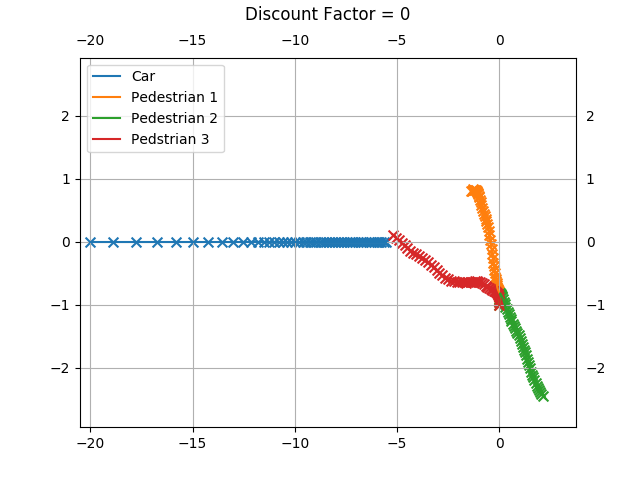 Discount Factor = 0
−20 −15 −10 −5 0
Car
Pedestrian 1
Pedestrian 2
Pedstrian 3
2 2
1 1
0 0
−1 −1
−2 −2
−20 −15 −10 −5 0